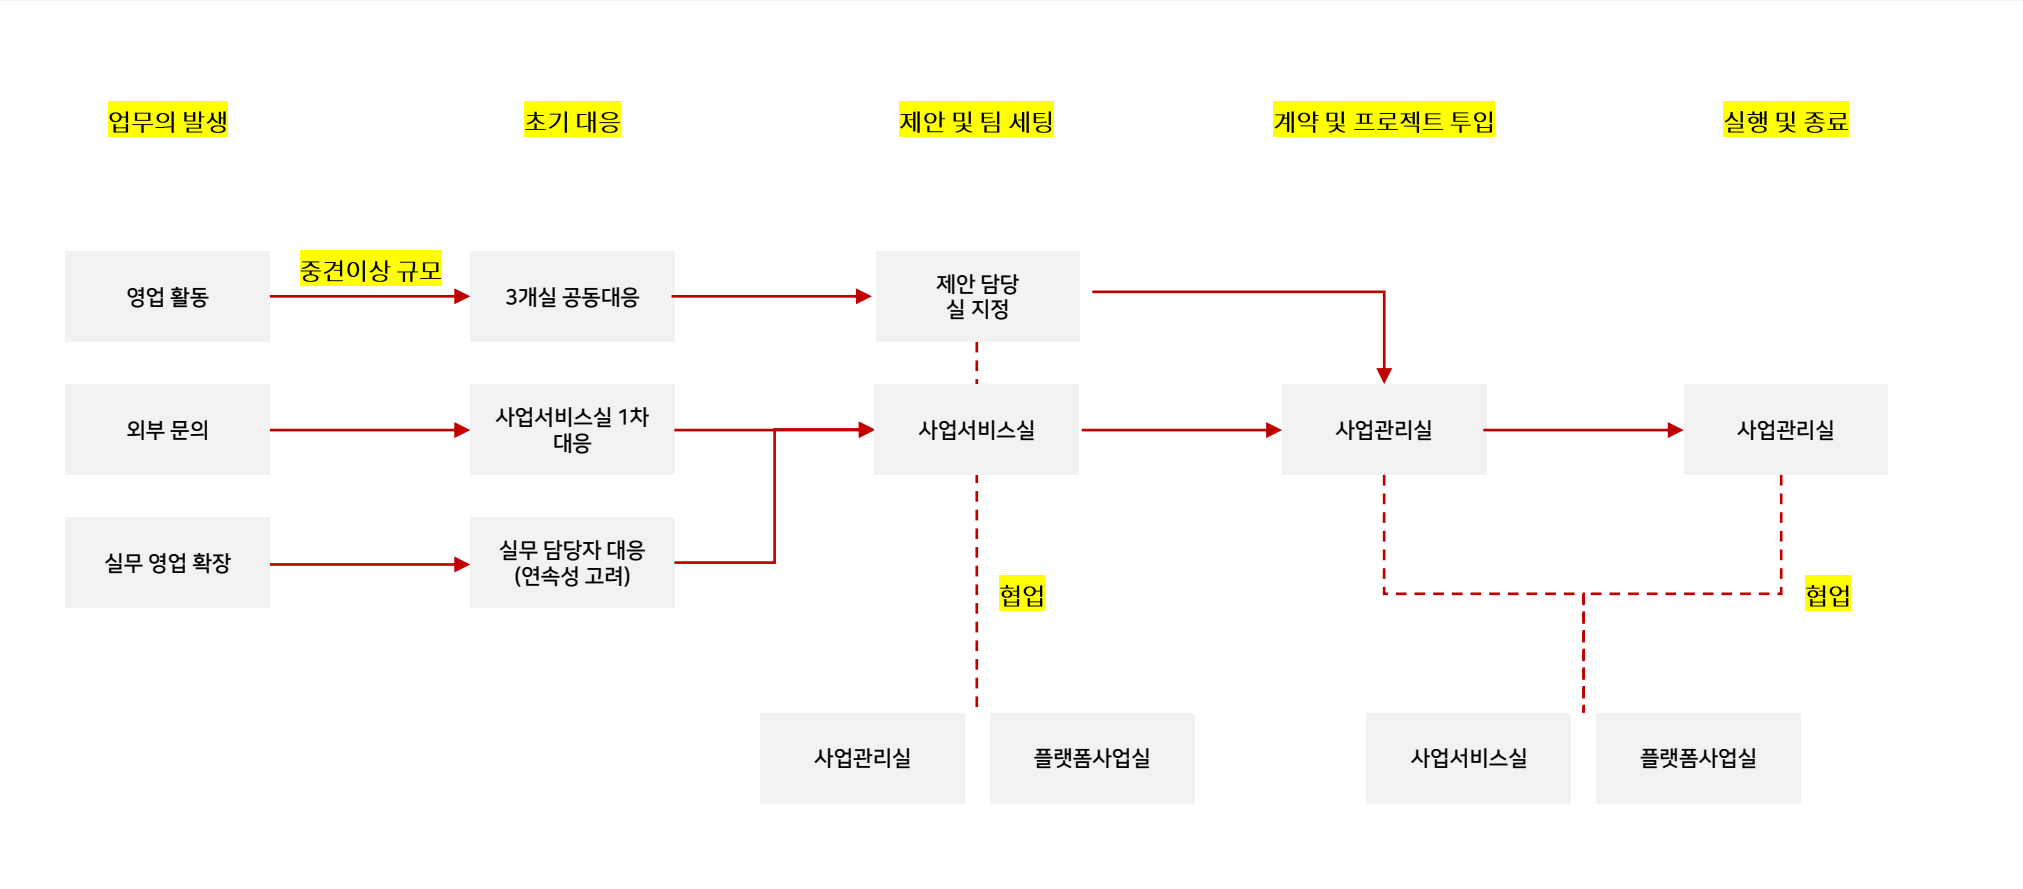 업무의 발생
초기 대응
제안 및 팀 세팅
계약 및 프로젝트 투입
실행 및 종료
영업 활동
중견이상 규모
3개실 공동대응
제안 담당
실 지정
외부 문의
사업서비스실 1차
대응
사업서비스실
사업관리실
사업관리실
실무 영업 확장
실무 담당자 대응
(연속성 고려)
협업
협업
사업관리실
플랫폼사업실
사업서비스실
플랫폼사업실